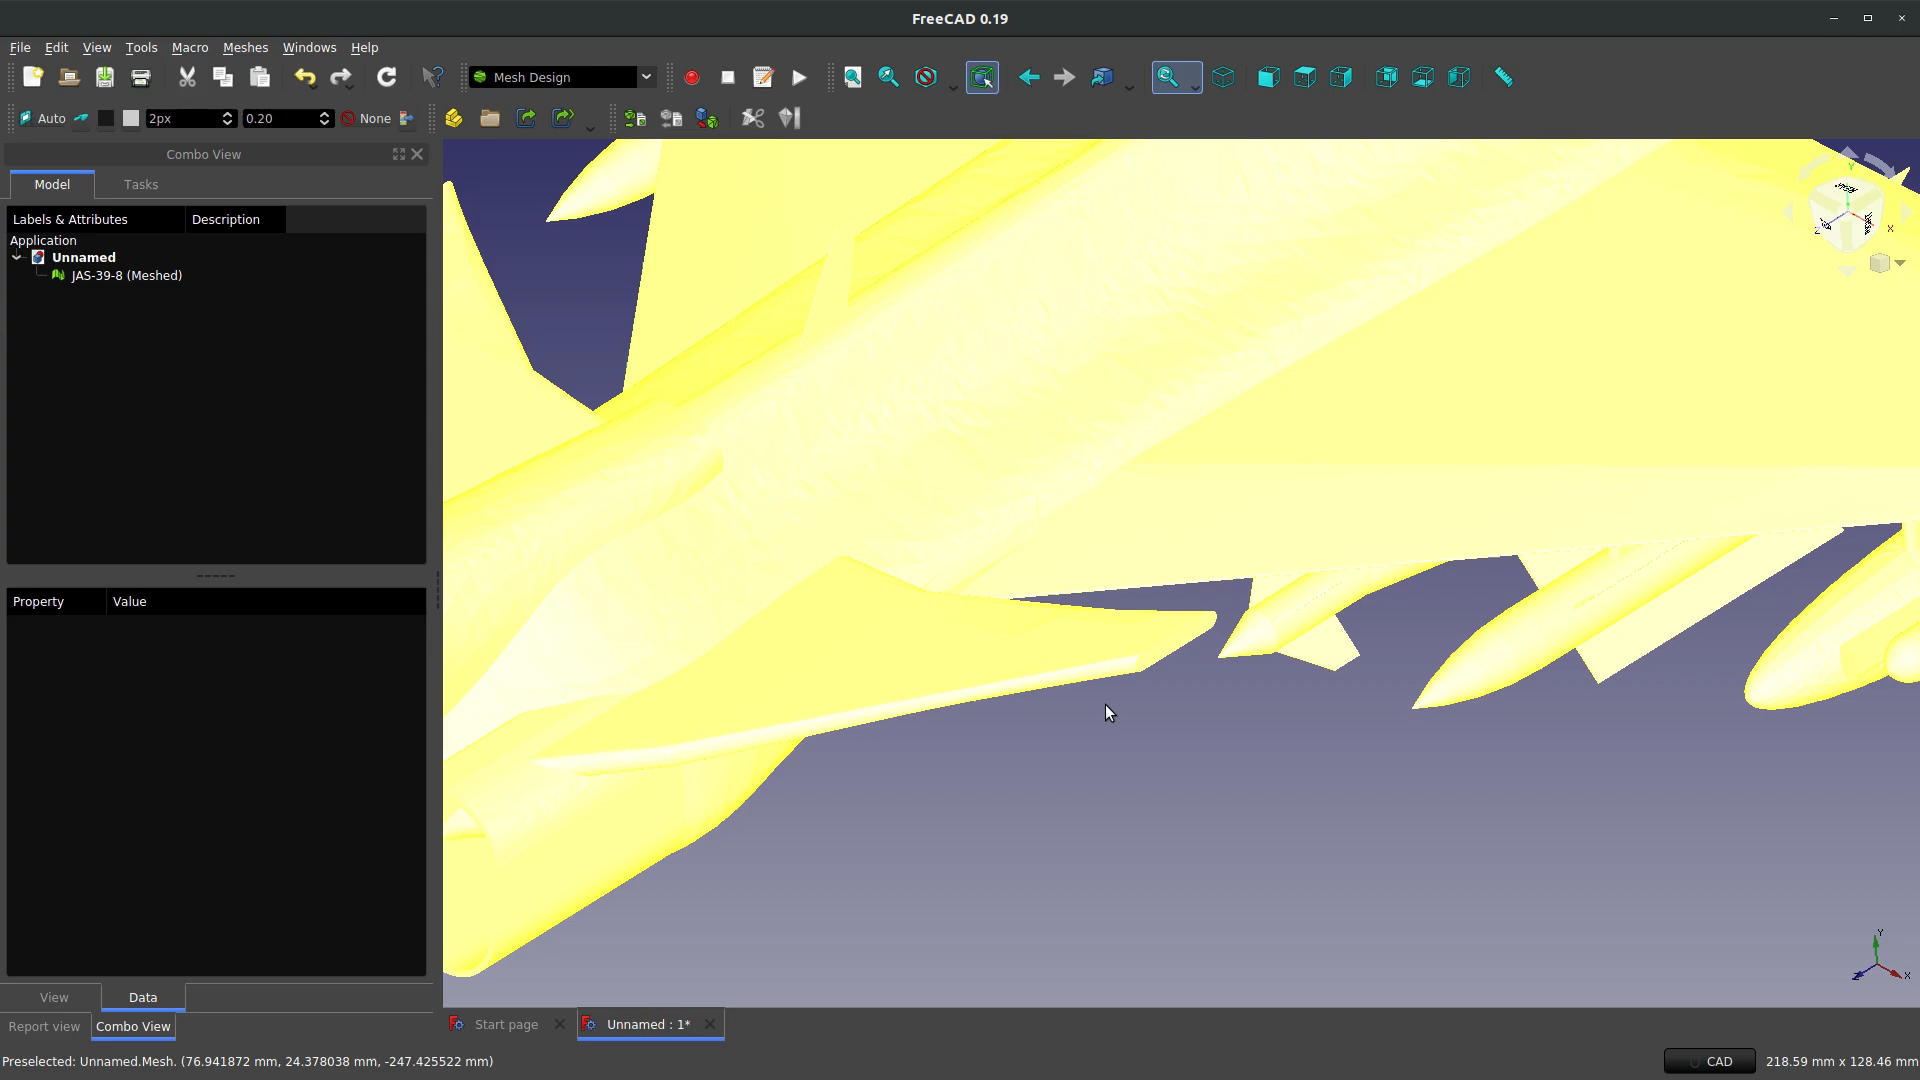 FreeCAD 0.19
File Edit View Tools Macro Meshes Windows Help
Mesh Design
Auto 2px 0.20 None
Combo View
Model Tasks
Labels & Attributes Description
Application
Unnamed
JAS-39-8 (Meshed)
Property Value
View Data
Report view Combo View
Start page Unnamed : 1*
Y
X
Z
Y
X
Z
Preselected: Unnamed.Mesh. (76.941872 mm, 24.378038 mm, -247.425522 mm)
CAD 218.59 mm x 128.46 mm